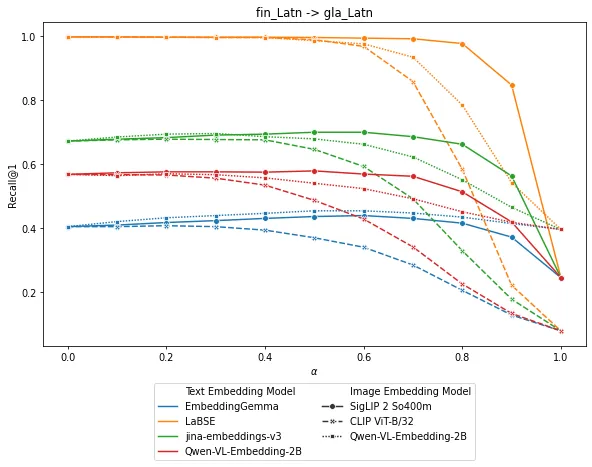 fin_Latn -> gla_Latn
1.0
0.8
0.6
0.4
0.2
Recall@1
0.0 0.2 0.4 0.6 0.8 1.0
α
Text Embedding Model Image Embedding Model
EmbeddingGemma SigLIP 2 So400m
LaBSE CLIP ViT-B/32
jina-embeddings-v3 Qwen-VL-Embedding-2B
Qwen-VL-Embedding-2B